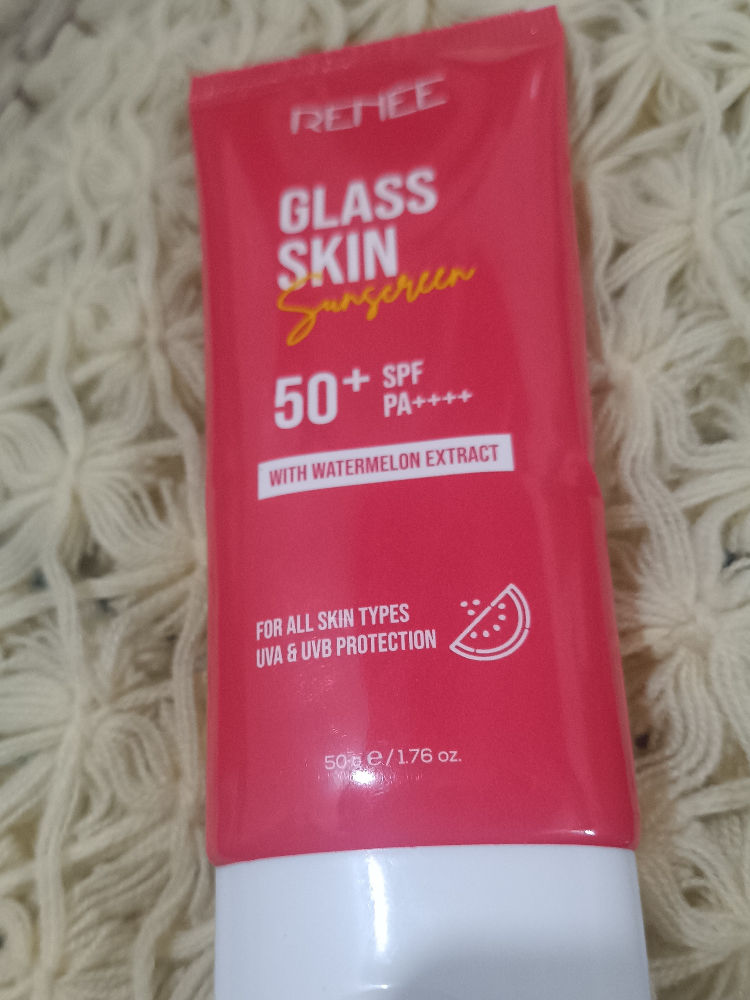 RENEE
GLASS
SKIN
Sunscreen
50+ SPF
PA++++
WITH WATERMELON EXTRACT
FOR ALL SKIN TYPES
UVA & UVB PROTECTION
50 g e / 1.76 oz.